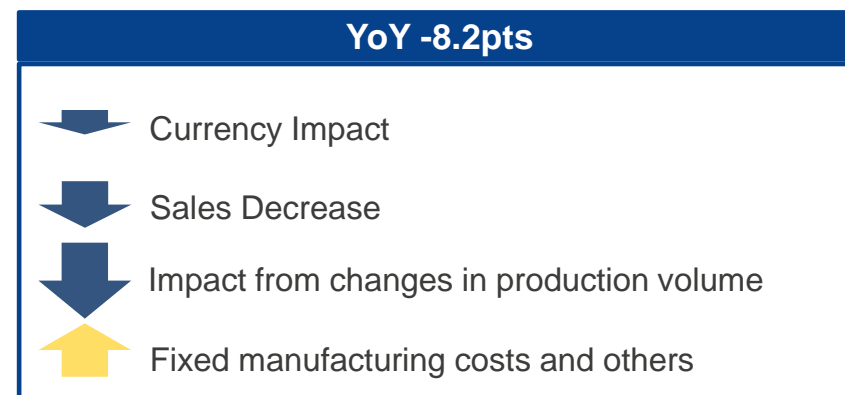 YoY -8.2pts
Currency Impact
Sales Decrease
Impact from changes in production volume
Fixed manufacturing costs and others